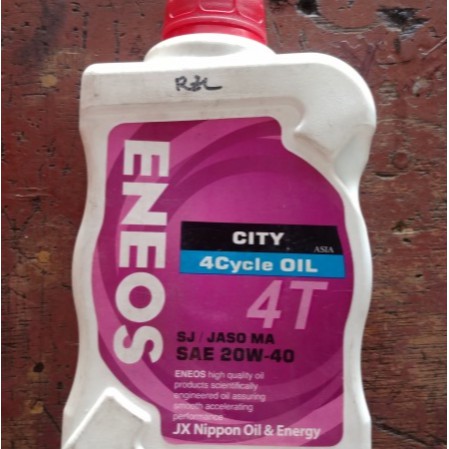 RZL
ENEOS
CITY
ASIA
4Cycle OIL
4T
SJ / JASO MA
SAE 20W-40
ENEOS high quality oil
products scientifically
engineered oil assuring
smooth accelerating
performance.
JX Nippon Oil & Energy